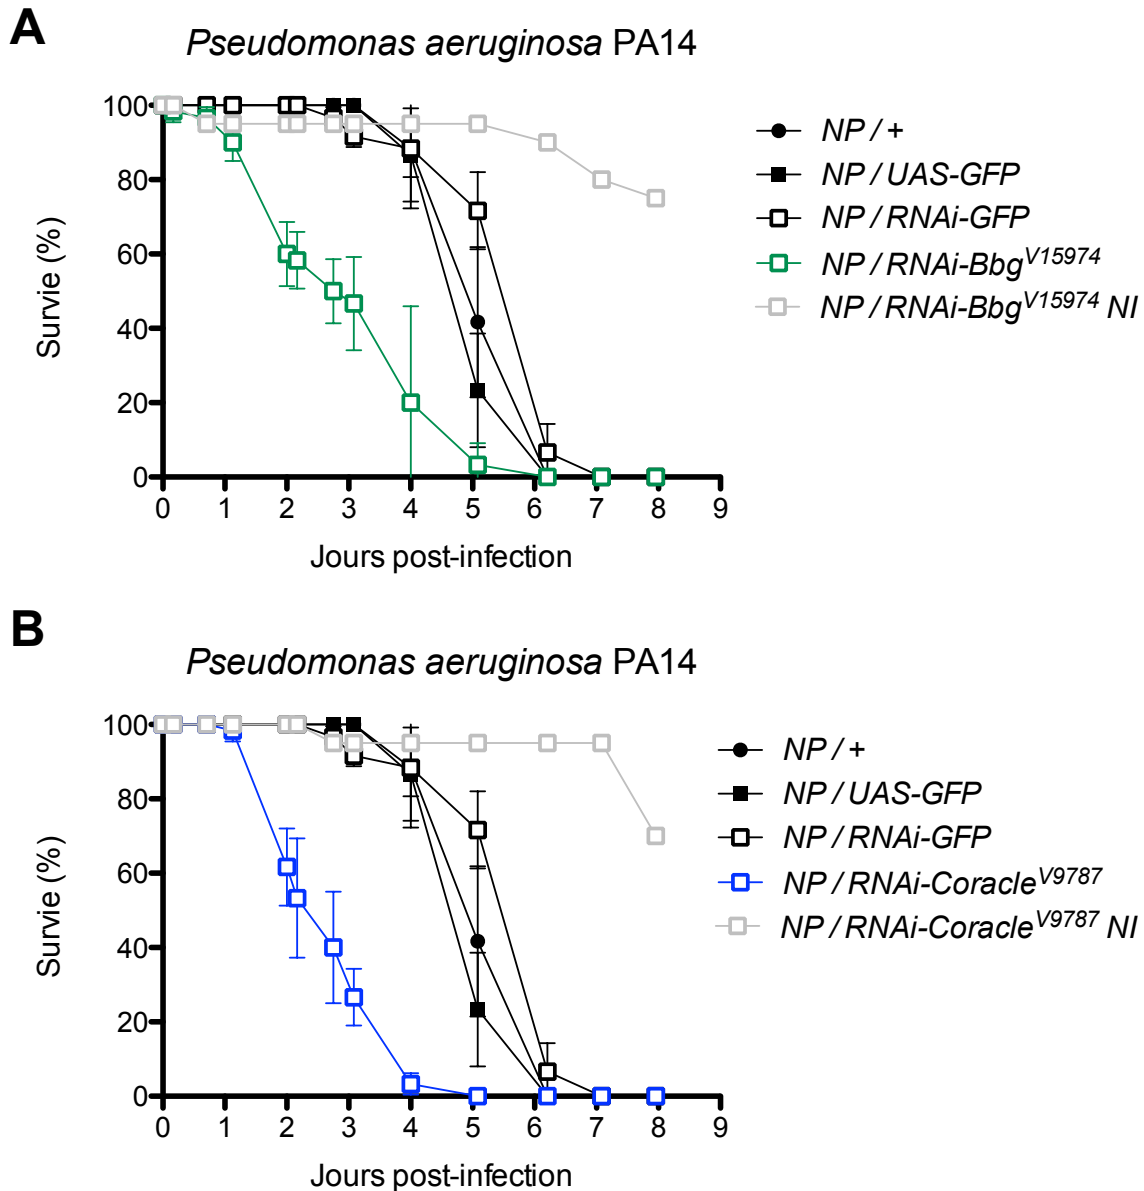 A
Pseudomonas aeruginosa PA14
100
80
60
40
20
0
Survie (%)
0 1 2 3 4 5 6 7 8 9
Jours post-infection
NP / +
NP / UAS-GFP
NP / RNAi-GFP
NP / RNAi-Bbg^V15974
NP / RNAi-Bbg^V15974 NI
B
Pseudomonas aeruginosa PA14
100
80
60
40
20
0
Survie (%)
0 1 2 3 4 5 6 7 8 9
Jours post-infection
NP / +
NP / UAS-GFP
NP / RNAi-GFP
NP / RNAi-Coracle^V9787
NP / RNAi-Coracle^V9787 NI